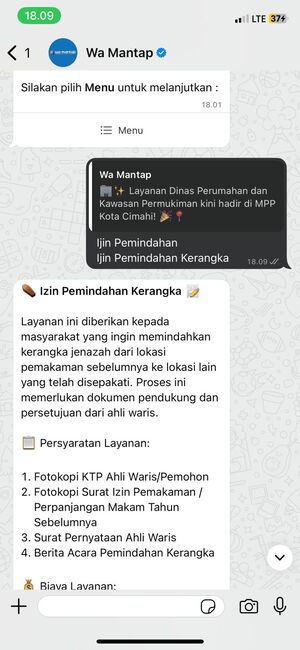 18.09
LTE 37
1
wa mantap
Wa Mantap
Silakan pilih Menu untuk melanjutkan :
18.01
Menu
Wa Mantap
Layanan Dinas Perumahan dan
Kawasan Permukiman kini hadir di MPP
Kota Cimahi!
Ijin Pemindahan
Ijin Pemindahan Kerangka
18.09
Izin Pemindahan Kerangka
Layanan ini diberikan kepada
masyarakat yang ingin memindahkan
kerangka jenazah dari lokasi
pemakaman sebelumnya ke lokasi lain
yang telah disepakati. Proses ini
memerlukan dokumen pendukung dan
persetujuan dari ahli waris.
Persyaratan Layanan:
1. Fotokopi KTP Ahli Waris/Pemohon
2. Fotokopi Surat Izin Pemakaman /
Perpanjangan Makam Tahun
Sebelumnya
3. Surat Pernyataan Ahli Waris
4. Berita Acara Pemindahan Kerangka
Biaya Layanan: